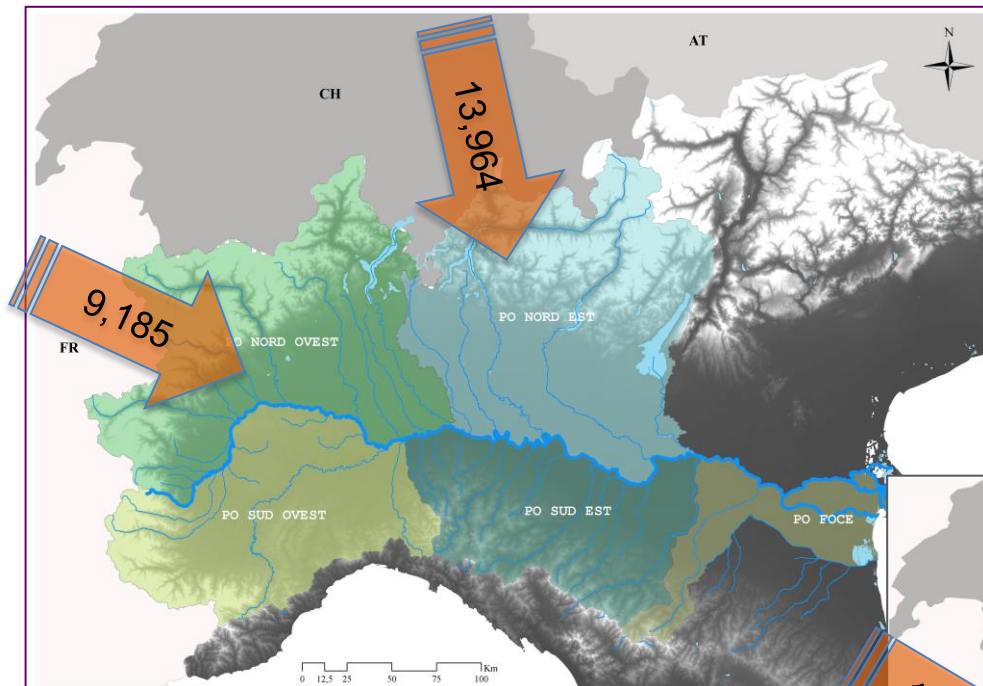 N
AT
CH
13,964
9,185
PO NORD EST
PO NORD OVEST
FR
PO SUD OVEST
PO SUD EST
PO FOCE
Km
0 12,5 25 50 75 100